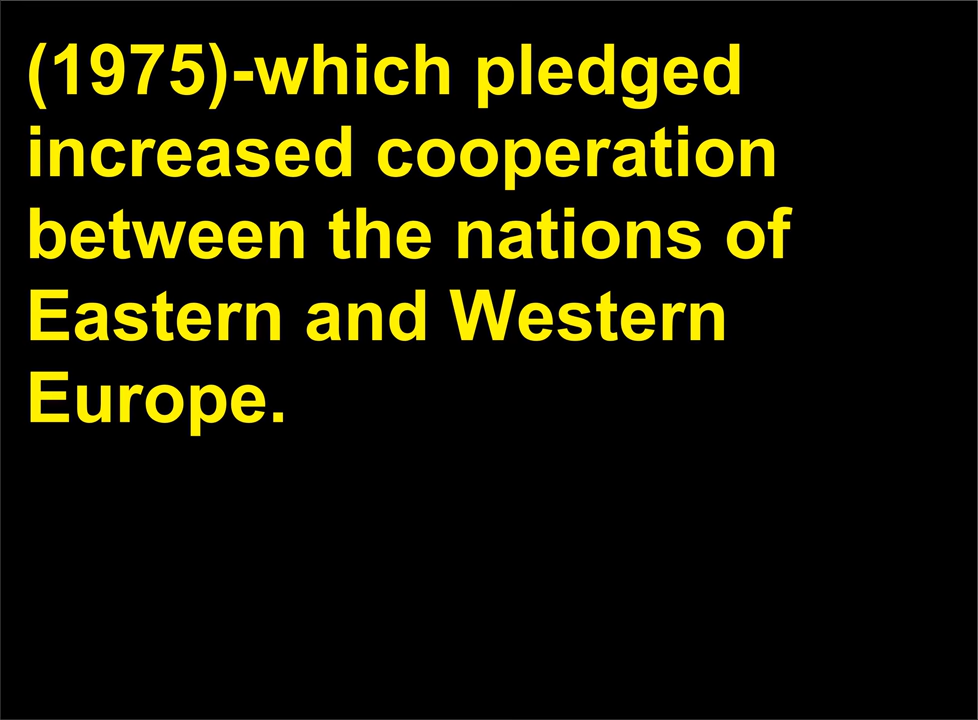 (1975)-which pledged
increased cooperation
between the nations of
Eastern and Western
Europe.